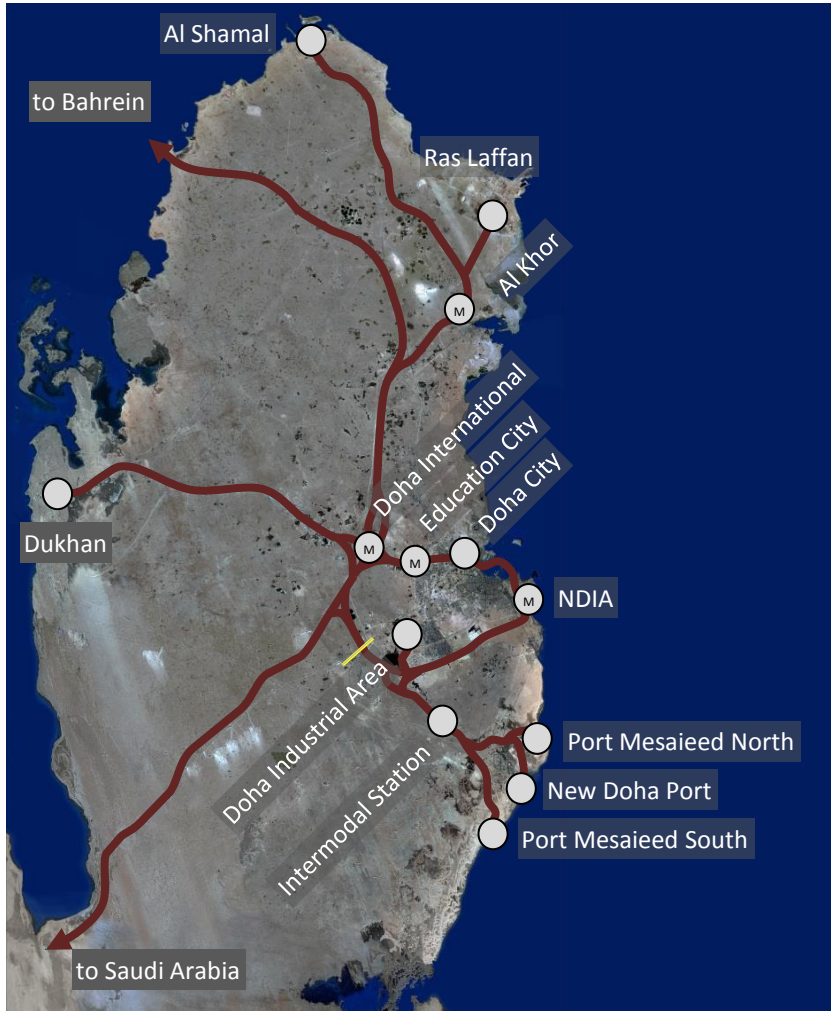 Al Shamal
to Bahrein
Ras Laffan
Al Khor
M
Doha International
Education City
Doha City
Dukhan
M
M
NDIA
M
Doha Industrial Area
Intermodal Station
Port Mesaieed North
New Doha Port
Port Mesaieed South
to Saudi Arabia